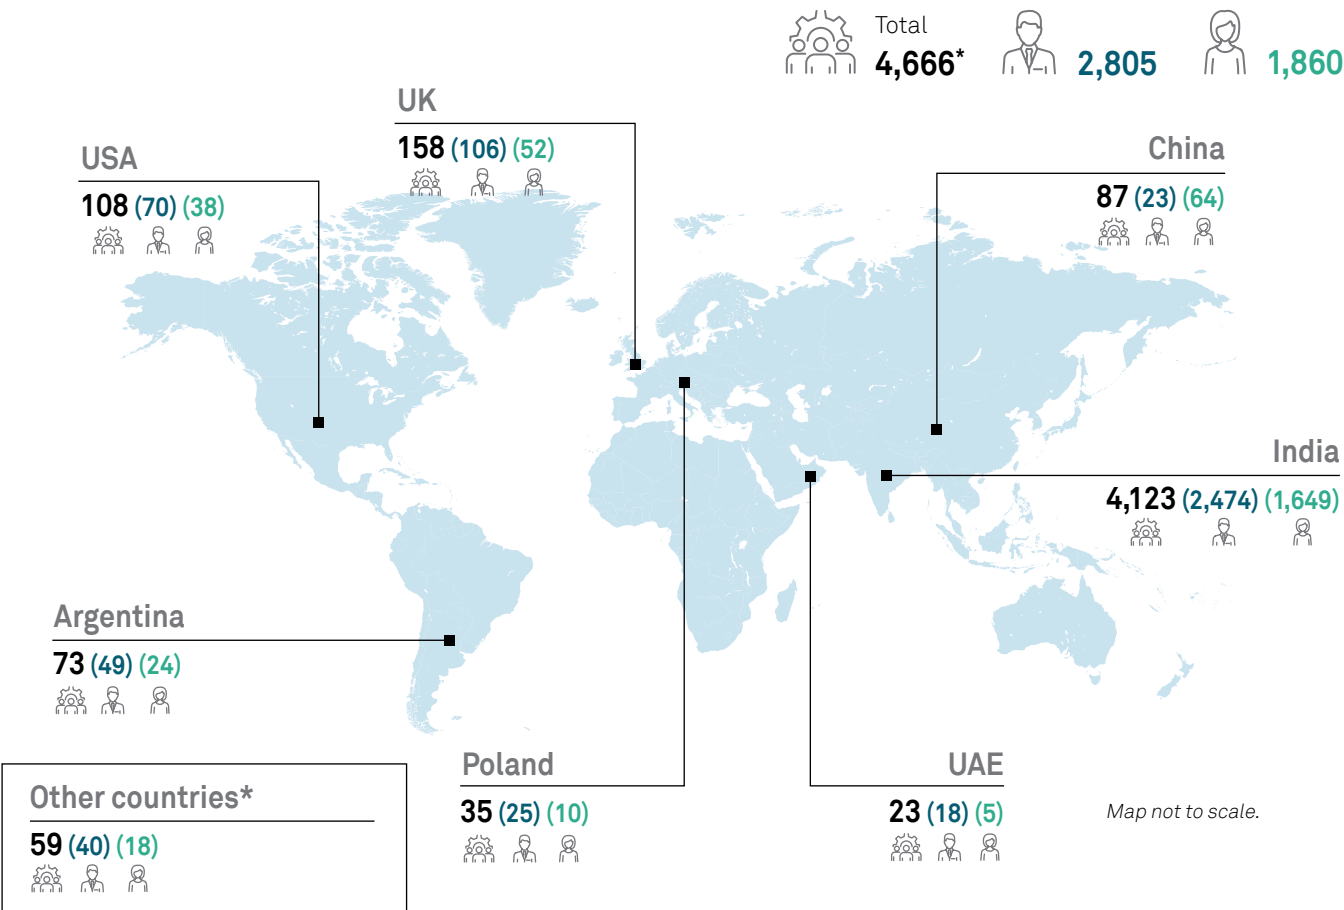 Total
4,666*
2,805
1,860
UK
158 (106) (52)
USA
108 (70) (38)
China
87 (23) (64)
India
4,123 (2,474) (1,649)
Argentina
73 (49) (24)
Poland
35 (25) (10)
UAE
23 (18) (5)
Other countries*
59 (40) (18)
Map not to scale.